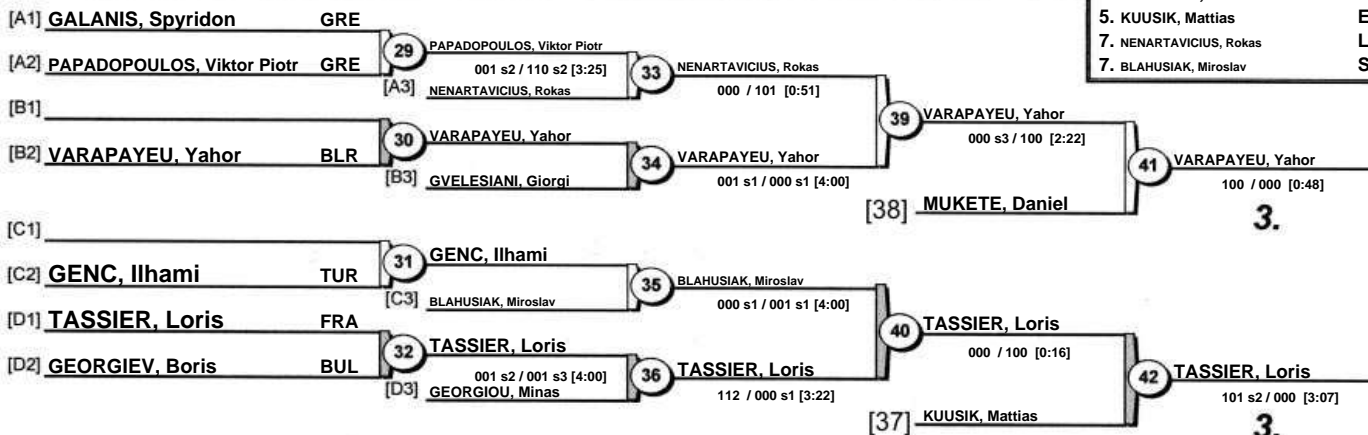 5. KUUSIK, Mattias E
7. NENARTAVICIUS, Rokas L
7. BLAHUSIAK, Miroslav S
[A1] GALANIS, Spyridon GRE
29
PAPADOPOULOS, Viktor Piotr
[A2] PAPADOPOULOS, Viktor Piotr GRE
001 s2 / 110 s2 [3:25]
33
NENARTAVICIUS, Rokas
[A3] NENARTAVICIUS, Rokas
000 / 101 [0:51]
[B1]
39
VARAPAYEU, Yahor
30
VARAPAYEU, Yahor
000 s3 / 100 [2:22]
[B2] VARAPAYEU, Yahor BLR
34
VARAPAYEU, Yahor
41
VARAPAYEU, Yahor
[B3] GVELESIANI, Giorgi
001 s1 / 000 s1 [4:00]
100 / 000 [0:48]
[38] MUKETE, Daniel
3.
[C1]
31
GENC, Ilhami
[C2] GENC, Ilhami TUR
35
BLAHUSIAK, Miroslav
[C3] BLAHUSIAK, Miroslav
000 s1 / 001 s1 [4:00]
[D1] TASSIER, Loris FRA
40
TASSIER, Loris
32
TASSIER, Loris
000 / 100 [0:16]
[D2] GEORGIEV, Boris BUL
001 s2 / 001 s3 [4:00]
36
TASSIER, Loris
42
TASSIER, Loris
[D3] GEORGIOU, Minas
112 / 000 s1 [3:22]
101 s2 / 000 [3:07]
[37] KUUSIK, Mattias
3.